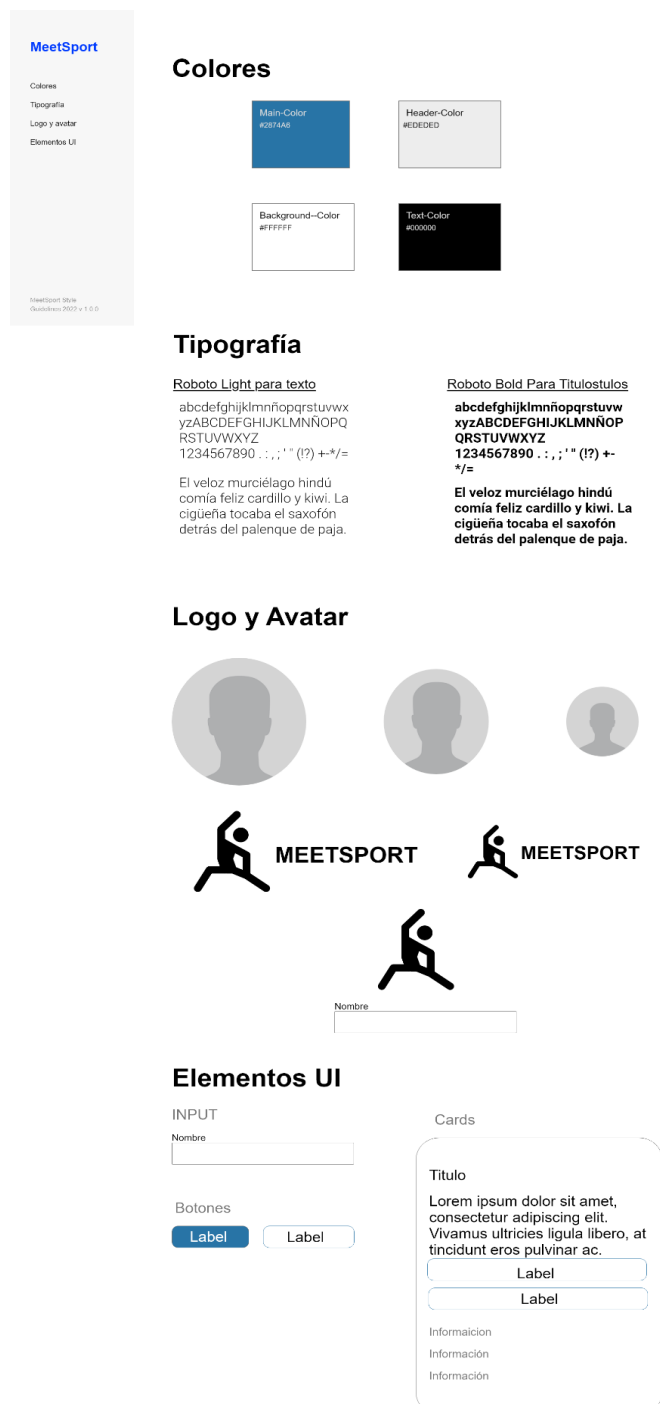 MeetSport
Colores
Tipografía
Logo y avatar
Elementos UI
MeetSport Style
Guidelines 2022 v 1.0.0
Colores
Main-Color
#2874A6
Header-Color
#EDEDED
Background--Color
#FFFFFF
Text-Color
#000000
Tipografía
Roboto Light para texto
abcdefghijklmnñopqrstuvwx
yzABCDEFGHIJKLMNÑOPQ
RSTUVWXYZ
1234567890 . : , ; ' " (!?) +-*/=
El veloz murciélago hindú
comía feliz cardillo y kiwi. La
cigüeña tocaba el saxofón
detrás del palenque de paja.
Roboto Bold Para Titulostulos
abcdefghijklmnñopqrstuvw
xyzABCDEFGHIJKLMNÑOP
QRSTUVWXYZ
1234567890 . : , ; ' " (!?) +-
*/=
El veloz murciélago hindú
comía feliz cardillo y kiwi. La
cigüeña tocaba el saxofón
detrás del palenque de paja.
Logo y Avatar
MEETSPORT
MEETSPORT
Nombre
Elementos UI
INPUT
Nombre
Botones
Label
Label
Cards
Titulo
Lorem ipsum dolor sit amet,
consectetur adipiscing elit.
Vivamus ultricies ligula libero, at
tincidunt eros pulvinar ac.
Label
Label
Informaicion
Información
Información